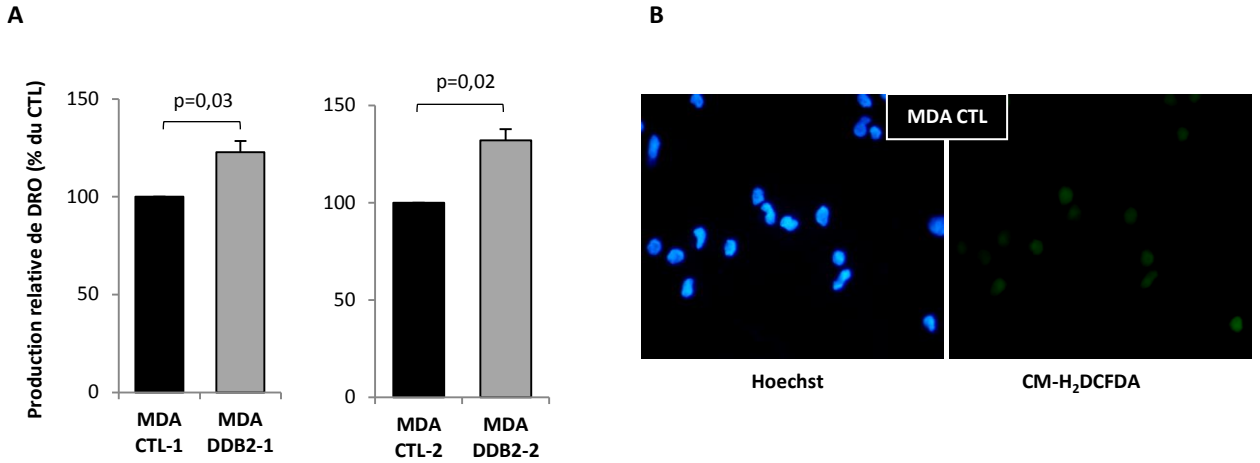 A
B
Production relative de DRO (% du CTL)
p=0,03
150
100
50
0
MDA
CTL-1
MDA
DDB2-1
p=0,02
150
100
50
0
MDA
CTL-2
MDA
DDB2-2
MDA CTL
Hoechst
CM-H₂DCFDA